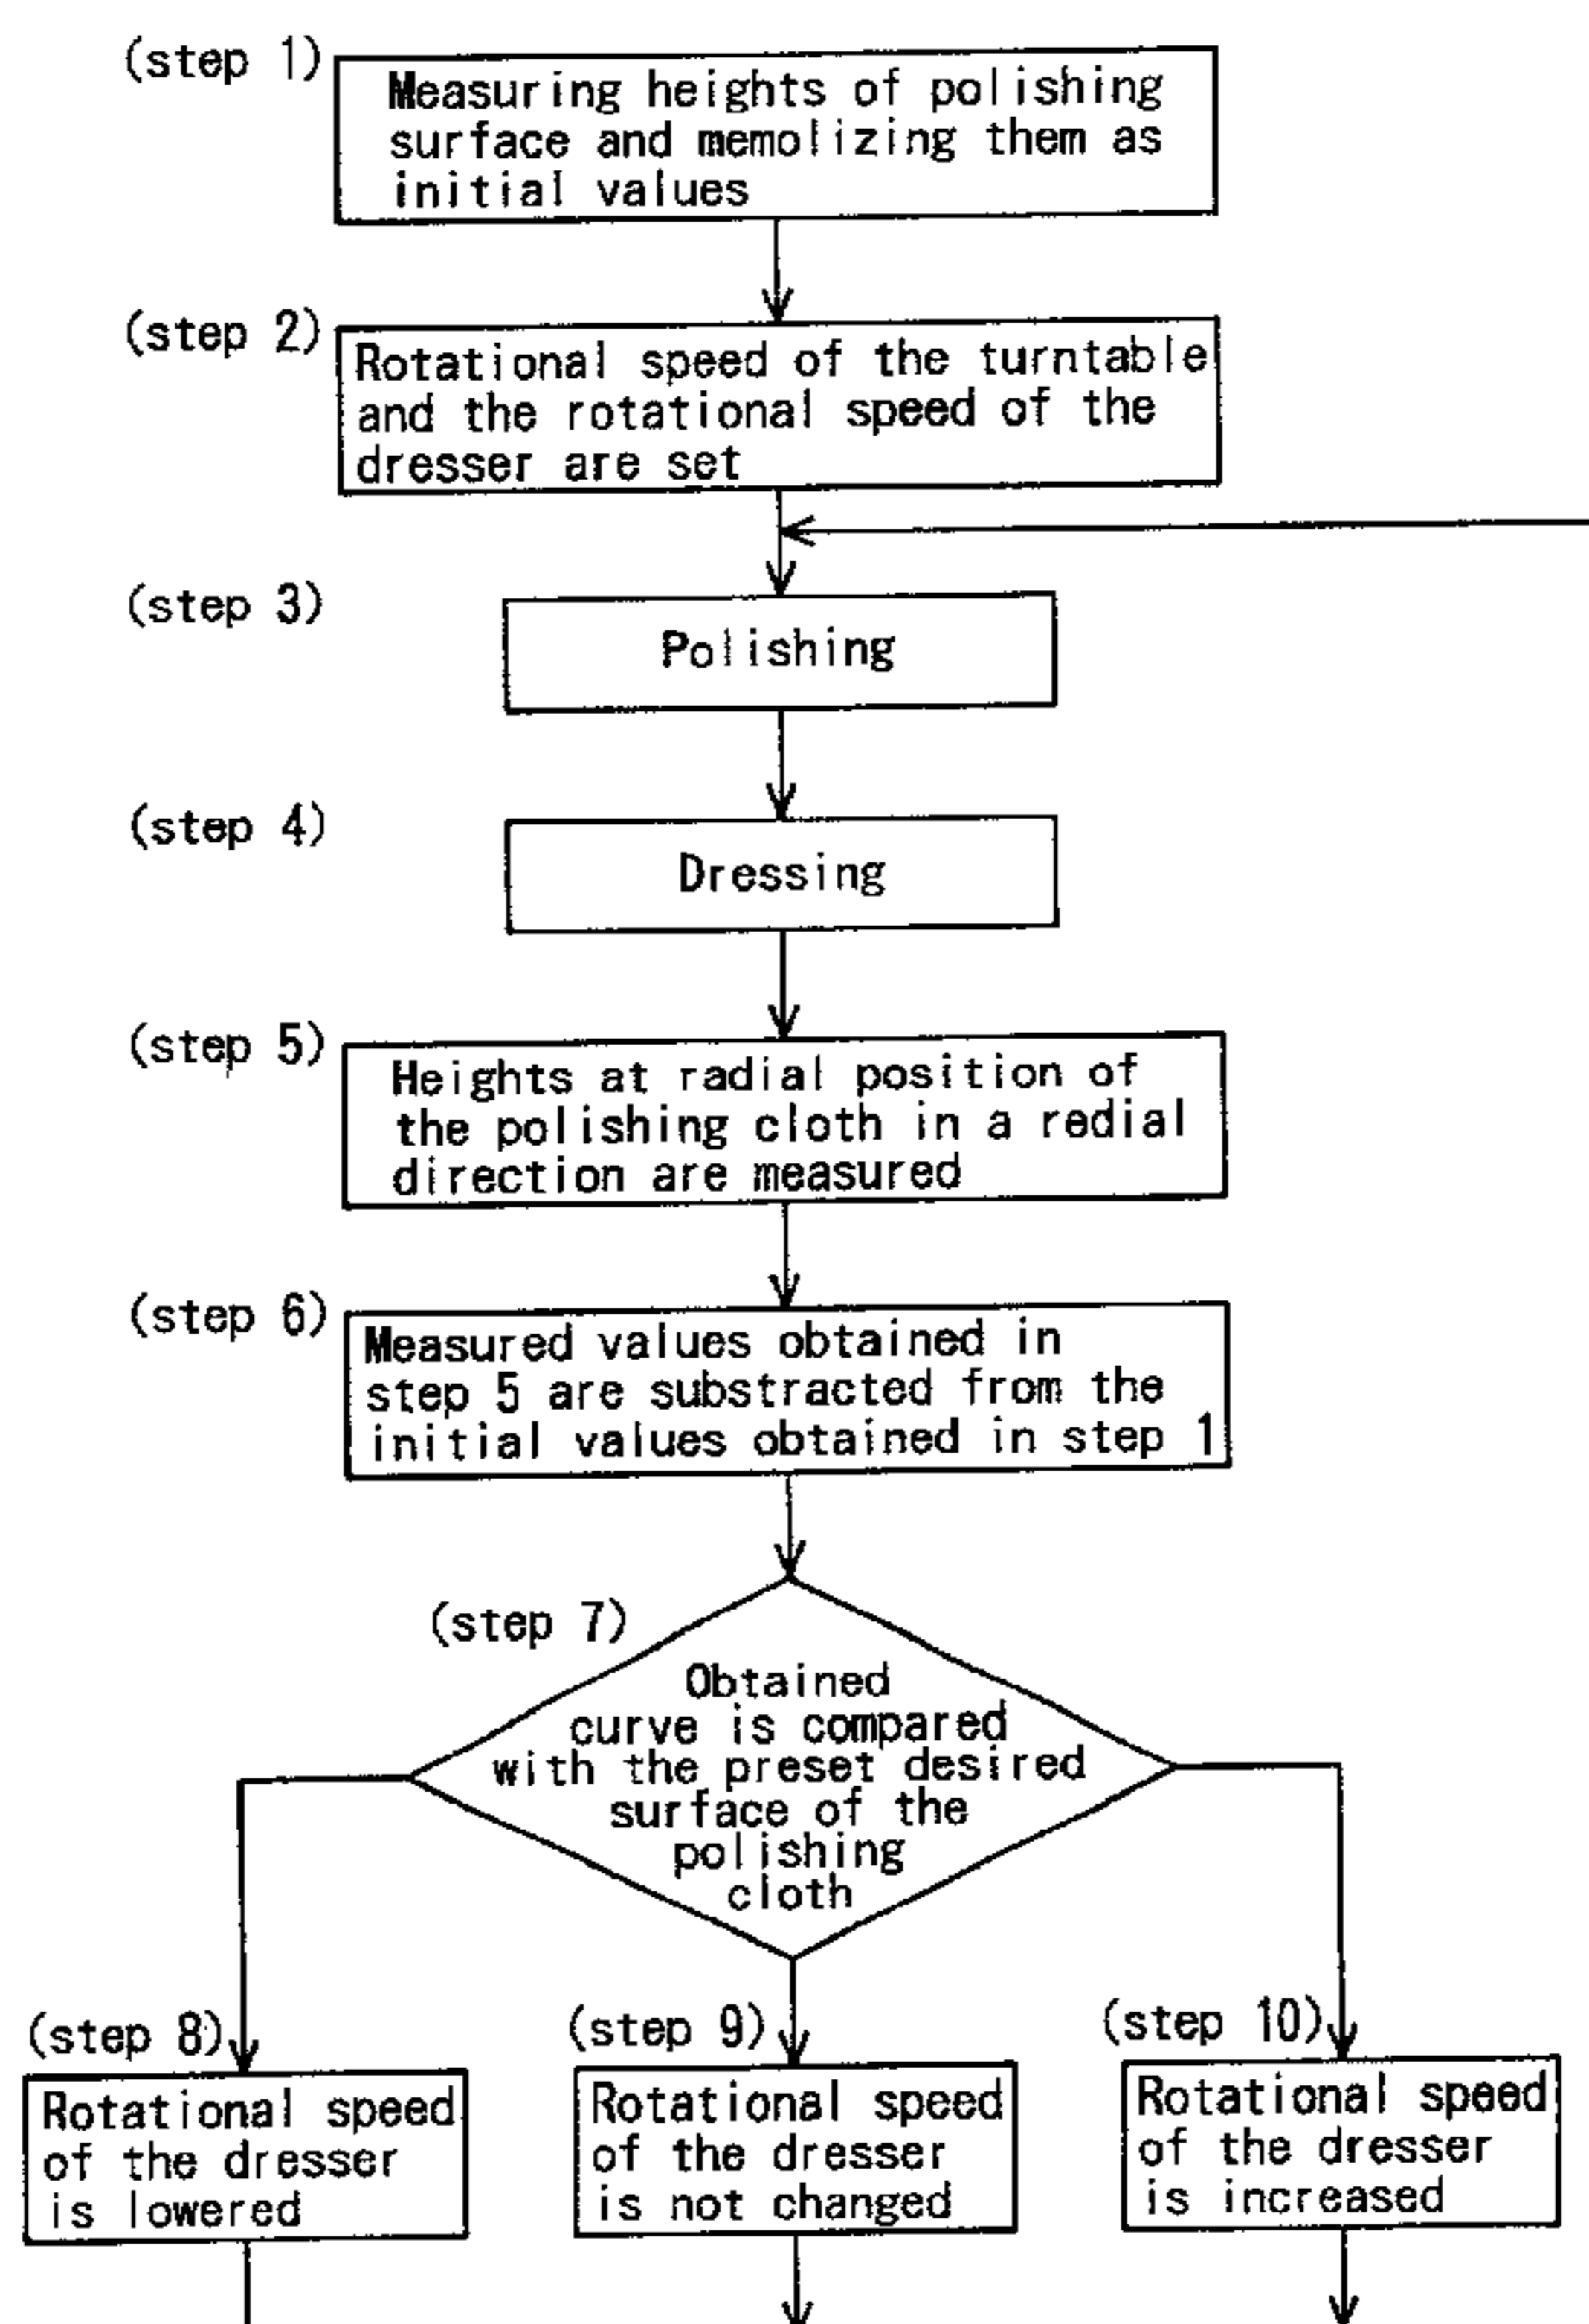 (step 1)
Measuring heights of polishing
surface and memolizing them as
initial values
(step 2)
Rotational speed of the turntable
and the rotational speed of the
dresser are set
(step 3)
Polishing
(step 4)
Dressing
(step 5)
Heights at radial position of
the polishing cloth in a redial
direction are measured
(step 6)
Measured values obtained in
step 5 are substracted from the
initial values obtained in step 1
(step 7)
Obtained
curve is compared
with the preset desired
surface of the
polishing
cloth
(step 8)
Rotational speed
of the dresser
is lowered
(step 9)
Rotational speed
of the dresser
is not changed
(step 10)
Rotational speed
of the dresser
is increased